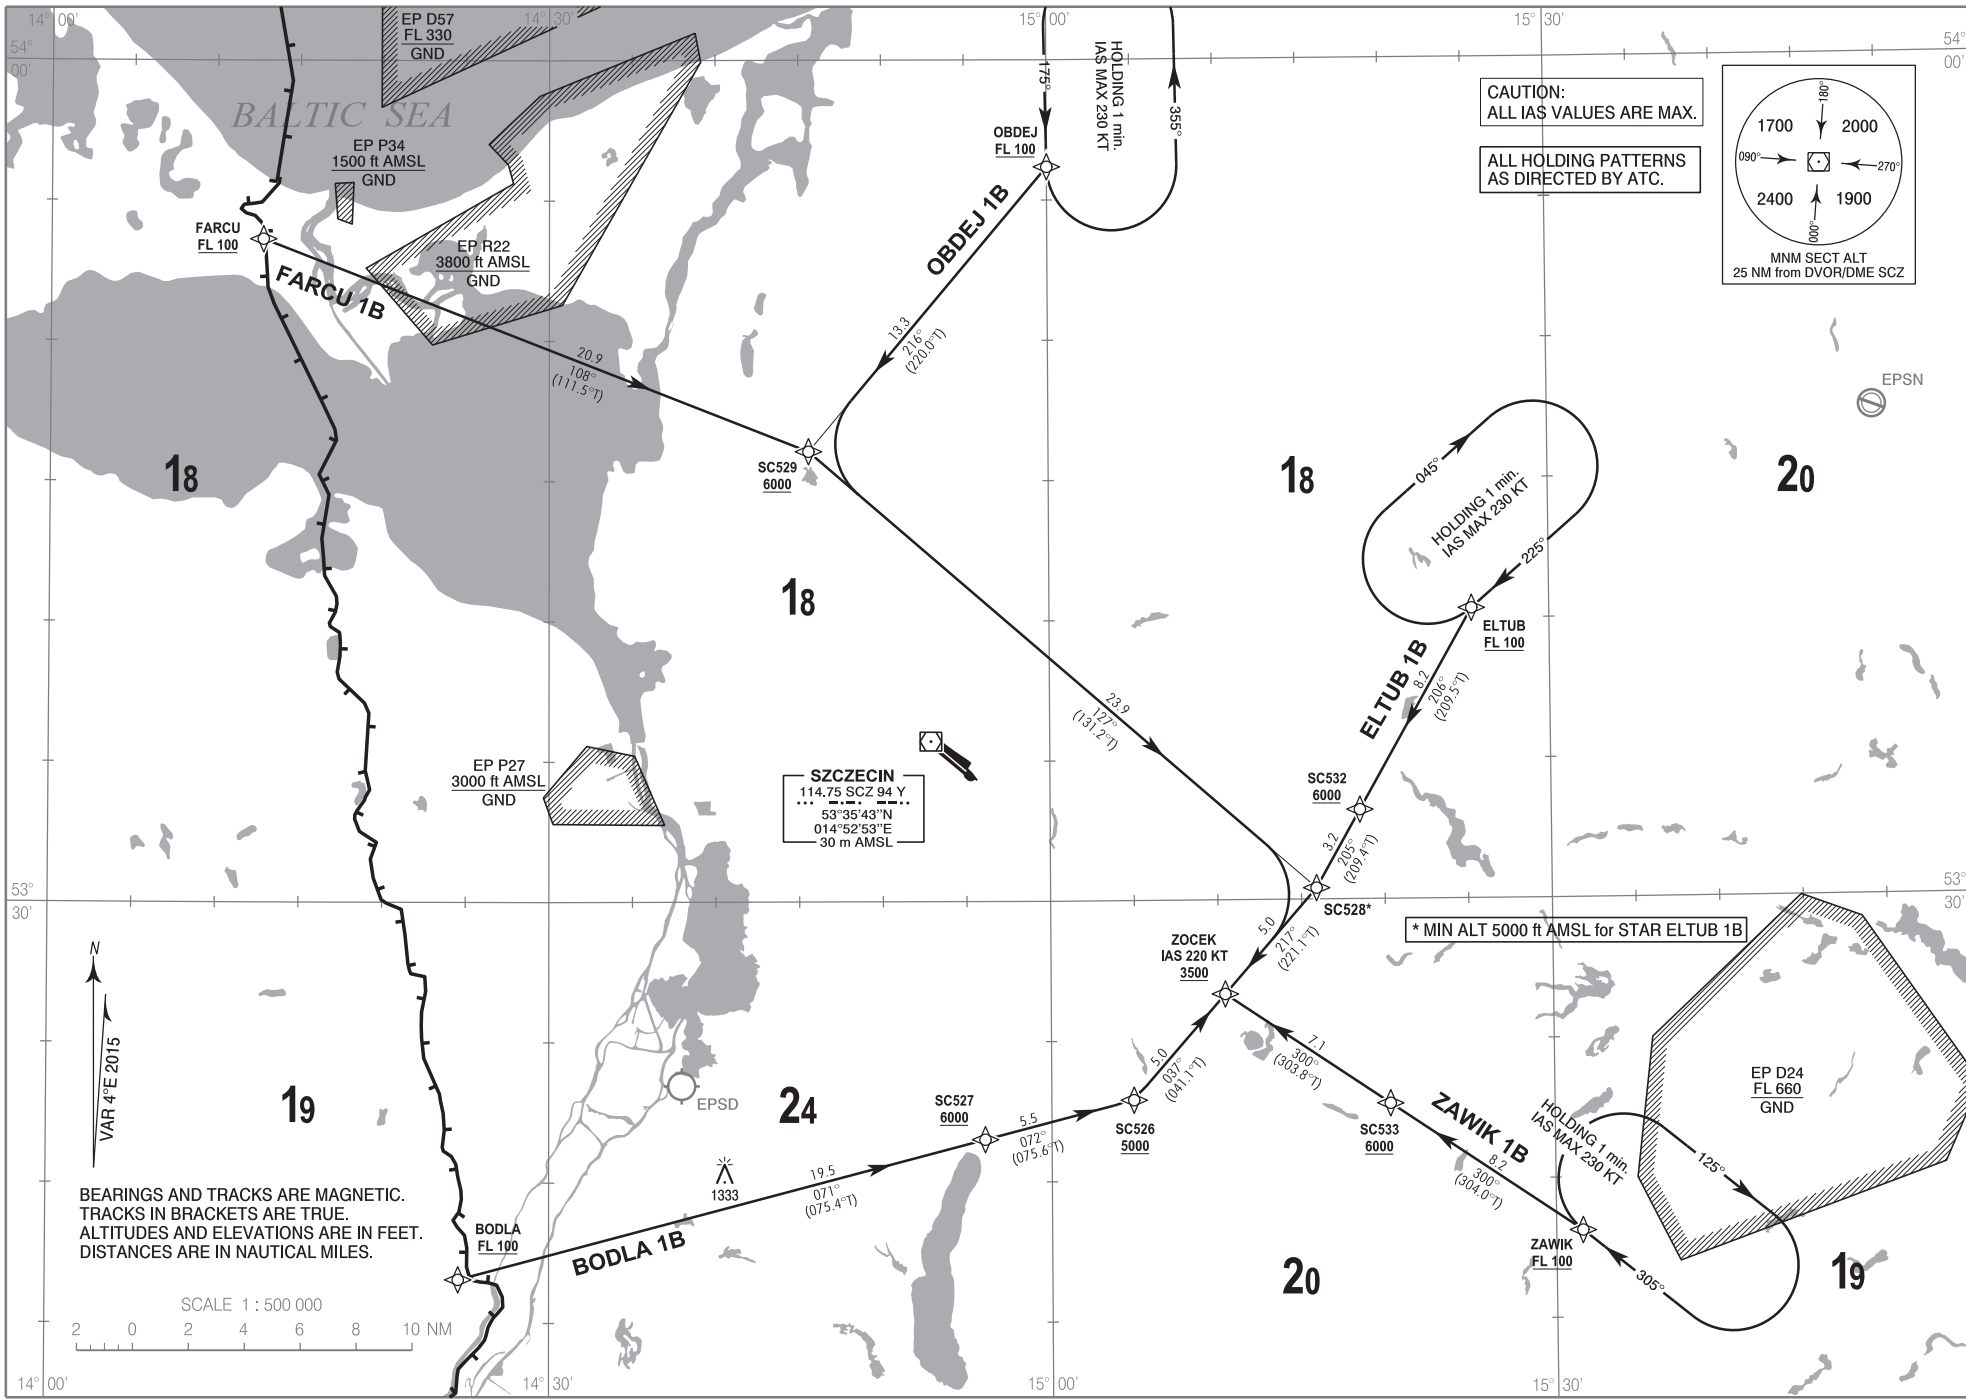 14° 00'
14° 30'
15° 00'
15° 30'
54°
00'
54°
00'
EP D57
FL 330
GND
BALTIC SEA
EP P34
1500 ft AMSL
GND
FARCU
FL 100
FARCU 1B
EP R22
3800 ft AMSL
GND
20.9
108°
(111.5°T)
175°
HOLDING 1 min.
IAS MAX 230 KT
355°
OBDEJ
FL 100
OBDEJ 1B
13.3
216°
(220.0°T)
CAUTION:
ALL IAS VALUES ARE MAX.
ALL HOLDING PATTERNS
AS DIRECTED BY ATC.
180°
1700
2000
090°
270°
2400
1900
000°
MNM SECT ALT
25 NM from DVOR/DME SCZ
EPSN
18
SC529
6000
18
20
045°
HOLDING 1 min.
IAS MAX 230 KT
225°
18
ELTUB
FL 100
ELTUB 1B
8.2
206°
(209.5°T)
23.9
127°
(131.2°T)
EP P27
3000 ft AMSL
GND
SZCZECIN
114.75 SCZ 94 Y
53°35'43''N
014°52'53''E
30 m AMSL
SC532
6000
3.2
205°
(209.4°T)
53°
30'
53°
30'
SC528*
* MIN ALT 5000 ft AMSL for STAR ELTUB 1B
5.0
217°
(221.1°T)
ZOCEK
IAS 220 KT
3500
N
VAR 4°E 2015
19
EPSD
24
SC527
6000
5.5
072°
(075.6°T)
SC526
5000
5.0
037°
(041.1°T)
7.1
300°
(303.8°T)
SC533
6000
ZAWIK 1B
8.2
300°
(304.0°T)
HOLDING 1 min.
IAS MAX 230 KT
125°
EP D24
FL 660
GND
1333
19.5
071°
(075.4°T)
BEARINGS AND TRACKS ARE MAGNETIC.
TRACKS IN BRACKETS ARE TRUE.
ALTITUDES AND ELEVATIONS ARE IN FEET.
DISTANCES ARE IN NAUTICAL MILES.
BODLA
FL 100
BODLA 1B
ZAWIK
FL 100
305°
20
19
SCALE 1 : 500 000
2 0 2 4 6 8 10 NM
14° 00'
14° 30'
15° 00'
15° 30'